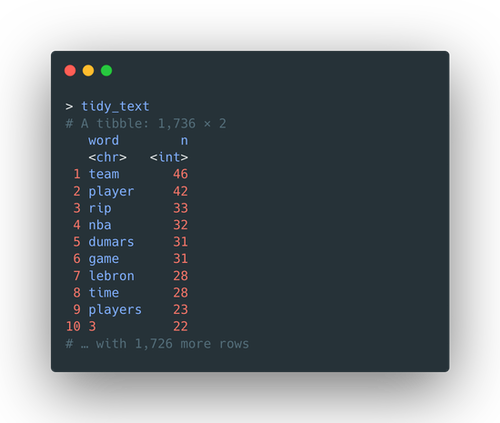 > tidy_text
# A tibble: 1,736 × 2
   word        n
   <chr>   <int>
 1 team       46
 2 player     42
 3 rip        33
 4 nba        32
 5 dumars     31
 6 game       31
 7 lebron     28
 8 time       28
 9 players    23
10 3          22
# … with 1,726 more rows